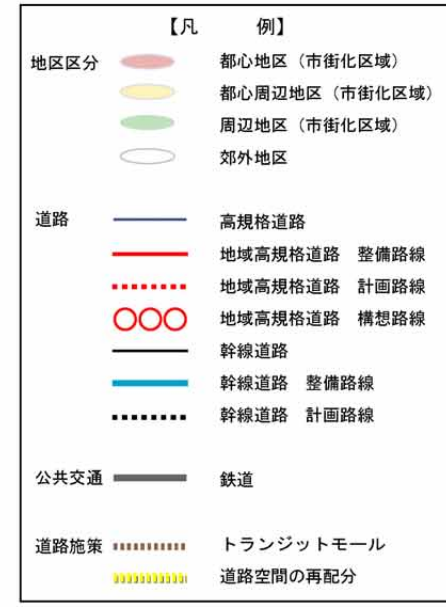 【凡 例】
地区区分 都心地区（市街化区域）
都心周辺地区（市街化区域）
周辺地区（市街化区域）
郊外地区
道路 高規格道路
地域高規格道路 整備路線
地域高規格道路 計画路線
地域高規格道路 構想路線
幹線道路
幹線道路 整備路線
幹線道路 計画路線
公共交通 鉄道
道路施策 トランジットモール
道路空間の再配分